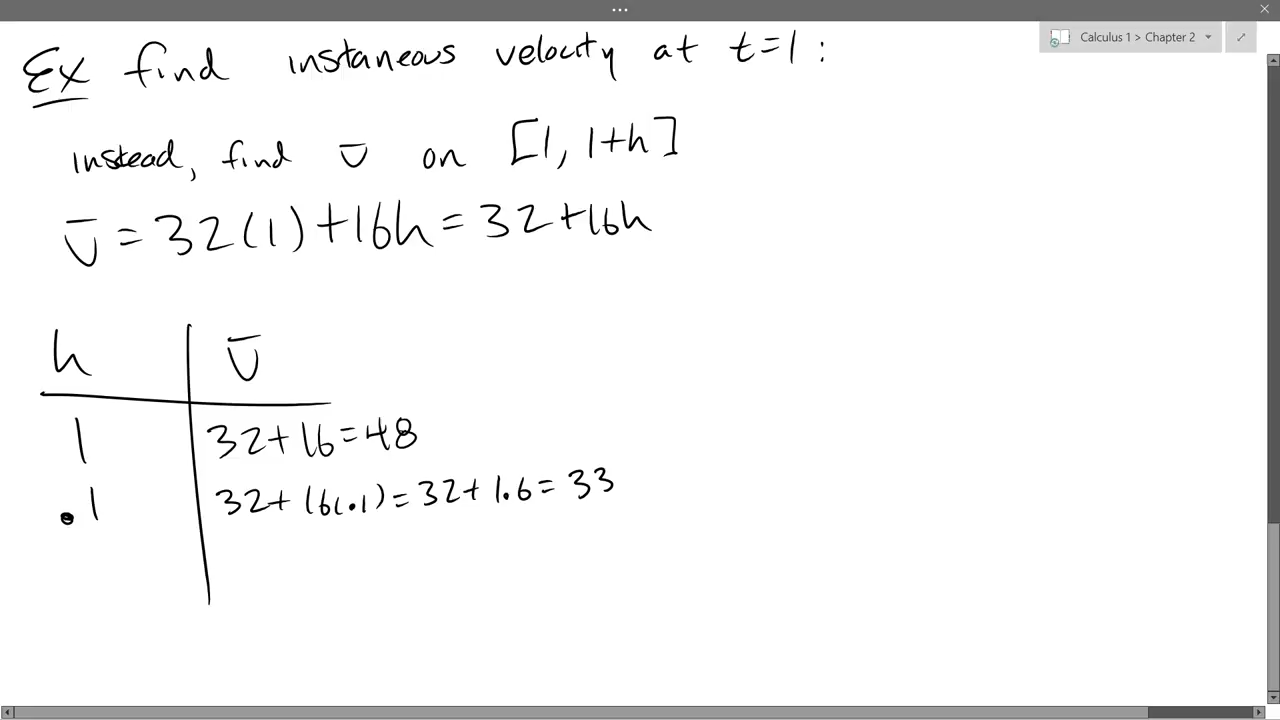 Calculus 1 > Chapter 2
Ex find instaneous velocity at t=1 :
instead, find v̄ on [1, 1+h]
v̄ = 32(1)+16h = 32+16h
h v̄
1 32+16=48
.1 32+16(.1)=32+1.6=33